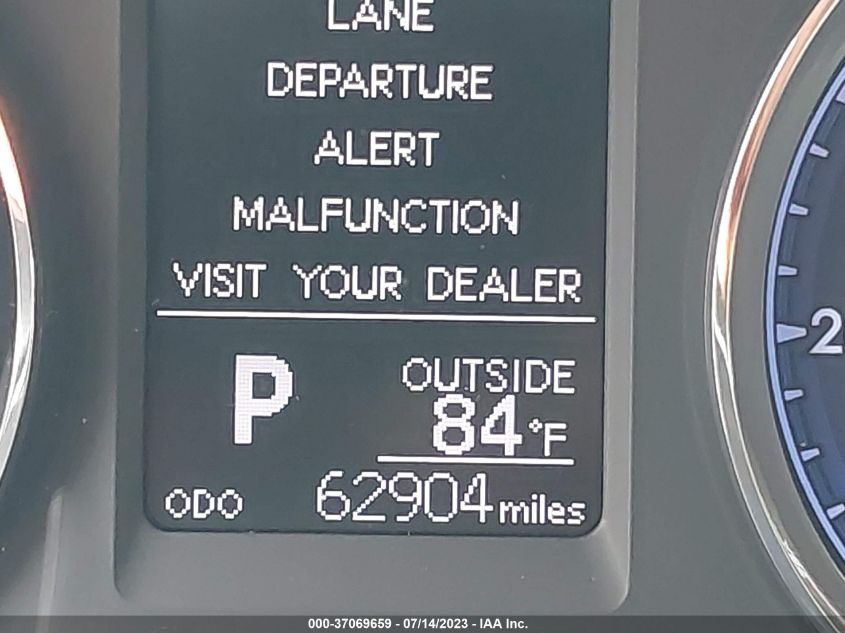 LANE
DEPARTURE
ALERT
MALFUNCTION
VISIT YOUR DEALER
P
OUTSIDE
84°F
ODO 62904 miles
2
000-37069659 - 07/14/2023 - IAA Inc.